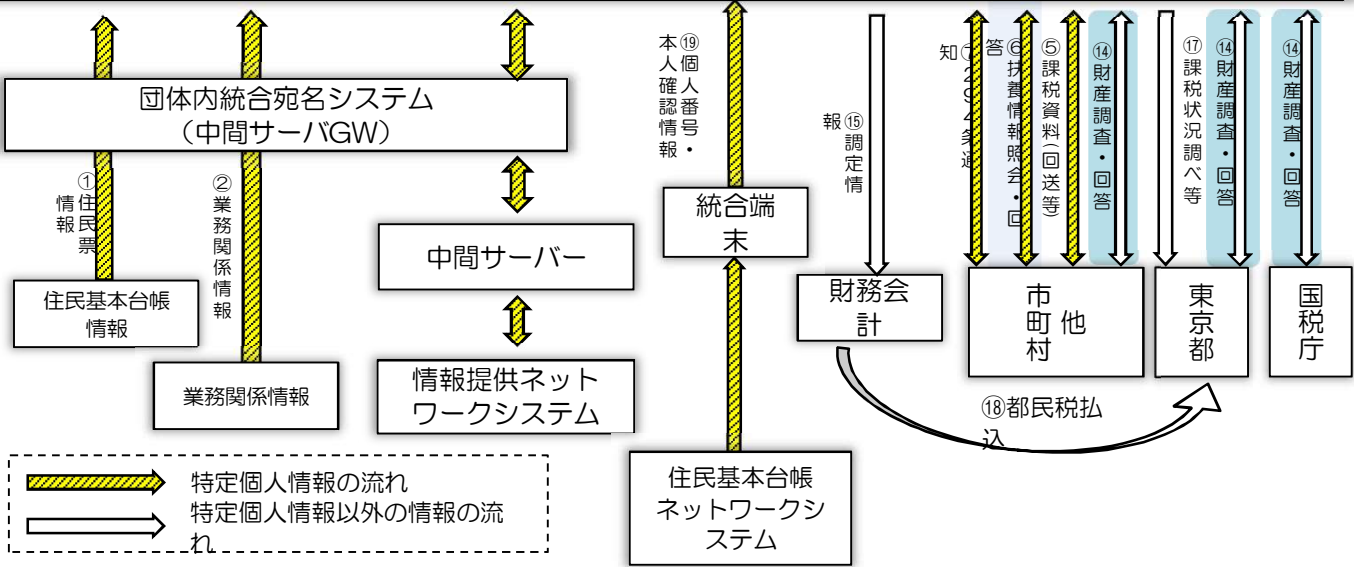 団体内統合宛名システム
（中間サーバGW）
①住民票
情報
②業務関係情報
住民基本台帳
情報
業務関係情報
中間サーバー
情報提供ネット
ワークシステム
⑲個人番号・
本人確認情報
統合端
末
住民基本台帳
ネットワークシ
ステム
⑮調定情
報
財務会
計
⑦294条通
知
⑥扶養情報照会・回
答
⑤課税資料(回送等)
⑭財産調査・回答
他
市町村
⑰課税状況調べ等
⑭財産調査・回答
東京都
⑭財産調査・回答
国税庁
⑱都民税払
込
特定個人情報の流れ
特定個人情報以外の情報の流
れ